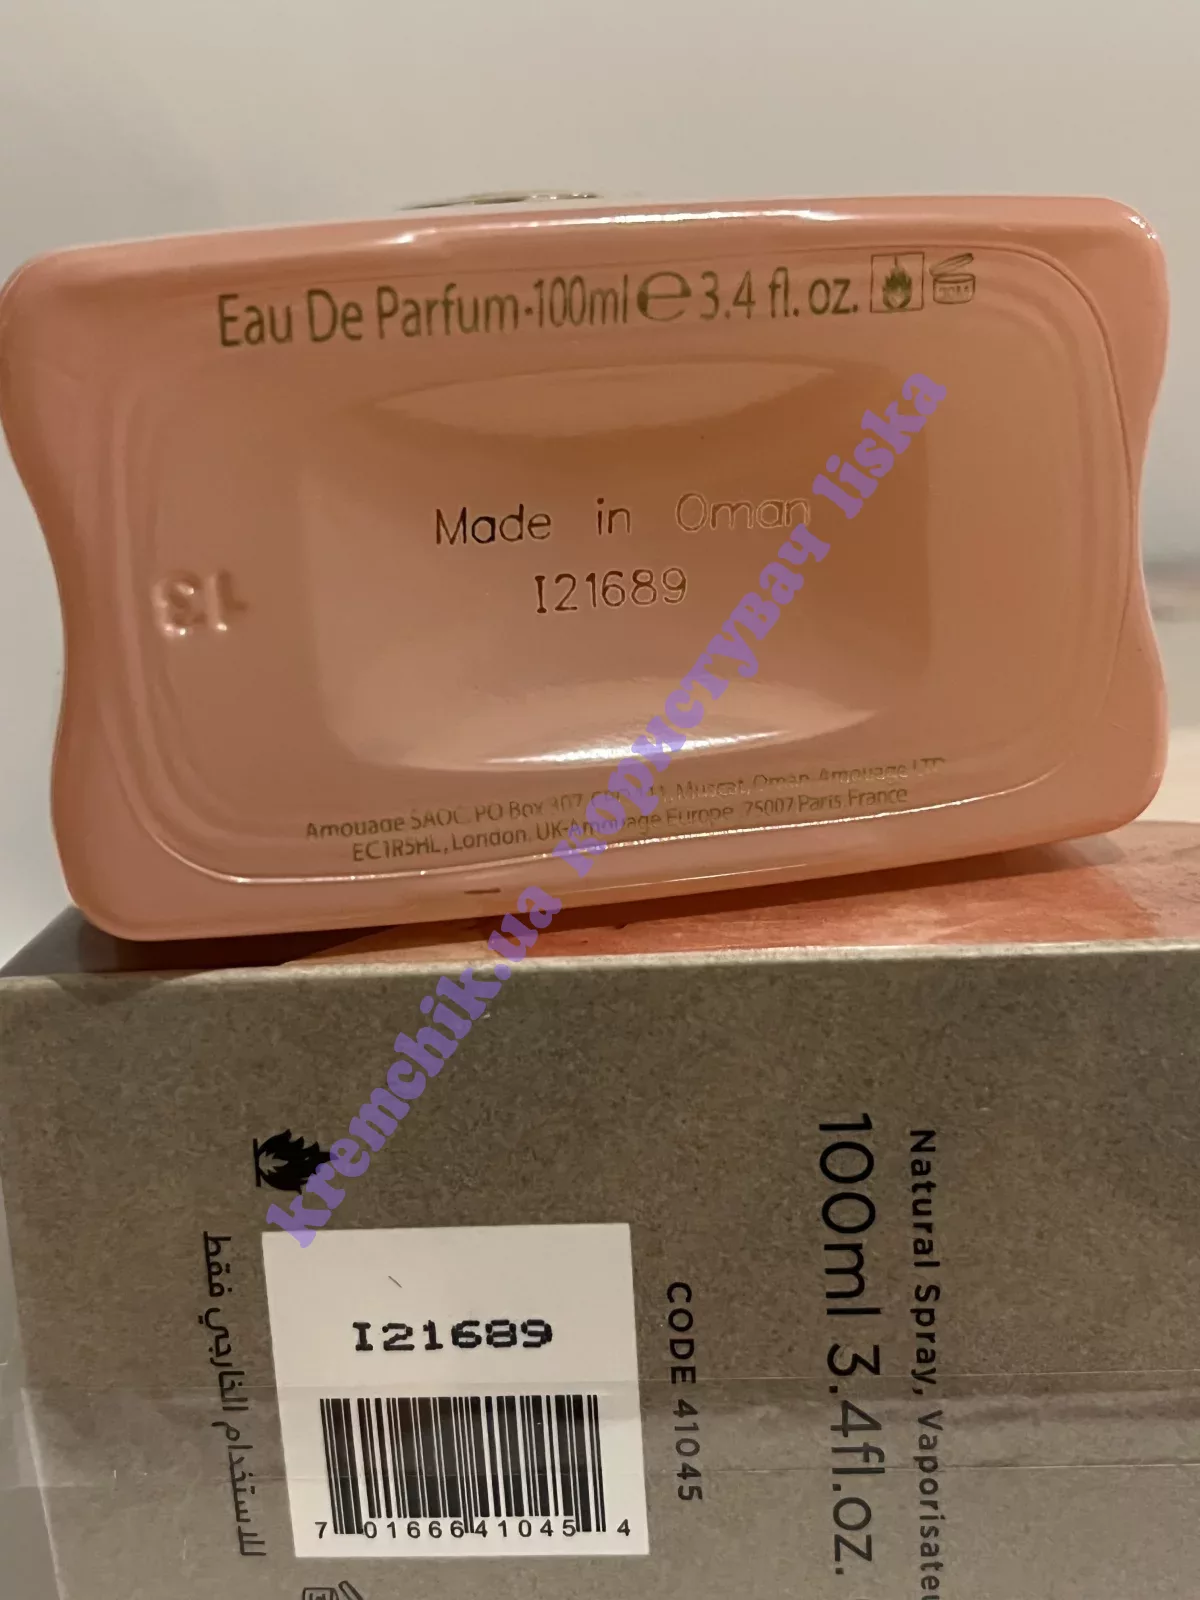 Eau De Parfum·100ml ℮ 3.4 fl. oz.
Made in Oman
I21689
13
Amouage SAOC, PO Box 307, Muscat, Oman. Amouage LTD
EC1R5HL, London, UK-Amouage Europe 75007 Paris France
kremchik.ua користувач liska
Natural Spray, Vaporisateu
100ml 3.4fl.oz.
CODE 41045
I21689
7 01666 41045 4
للاستخدام الخارجي فقط